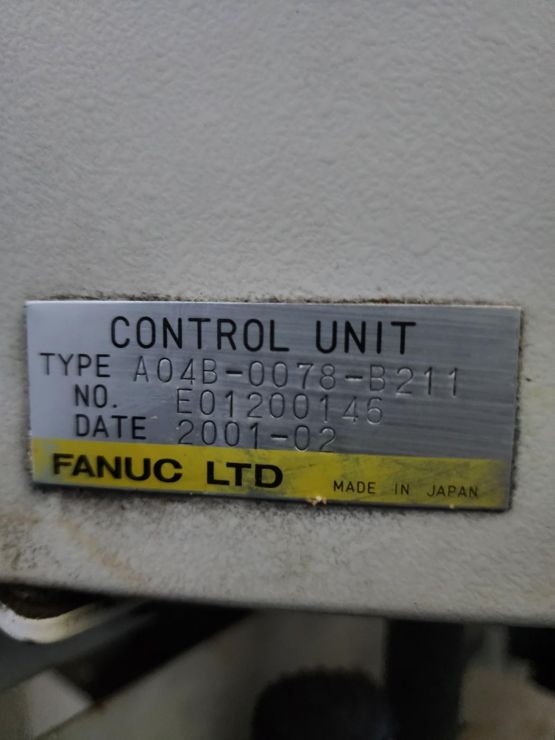 CONTROL UNIT
TYPE A04B-0078-B211
NO. E01200146
DATE 2001-02
FANUC LTD MADE IN JAPAN